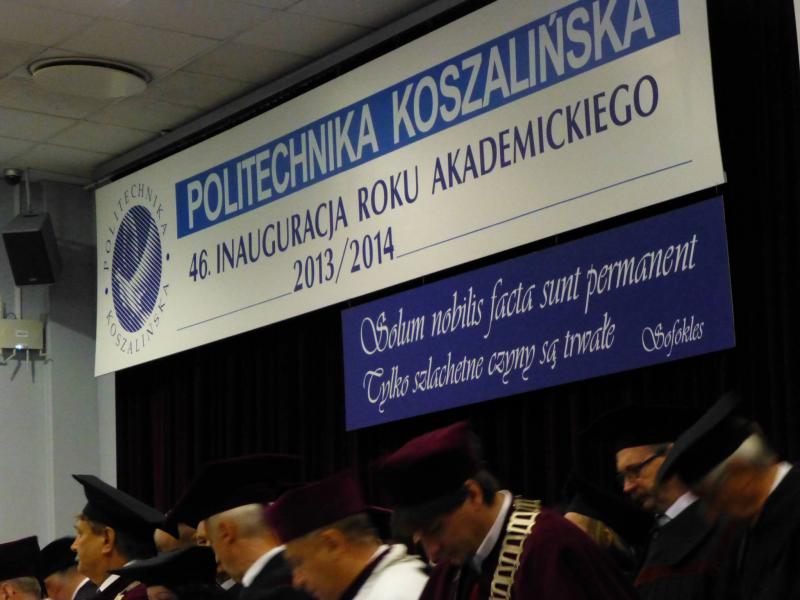 POLITECHNIKA KOSZALIŃSKA
46. INAUGURACJA ROKU AKADEMICKIEGO
2013/2014
POLITECHNIKA
KOSZALIŃSKA
Solum nobilis facta sunt permanent
Tylko szlachetne czyny są trwałe
Sofokles